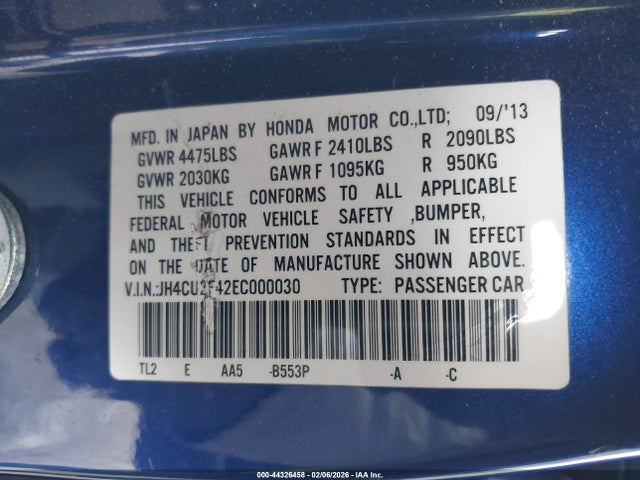 MFD. IN JAPAN BY HONDA MOTOR CO.,LTD; 09/'13
GVWR 4475LBS GAWR F 2410LBS R 2090LBS
GVWR 2030KG GAWR F 1095KG R 950KG
THIS VEHICLE CONFORMS TO ALL APPLICABLE
FEDERAL MOTOR VEHICLE SAFETY ,BUMPER,
AND THEFT PREVENTION STANDARDS IN EFFECT
ON THE DATE OF MANUFACTURE SHOWN ABOVE.
V.I.N.:JH4CU2F42EC000030 TYPE: PASSENGER CAR
TL2 E AA5 -B553P -A -C
000-44326458 - 02/06/2026 - IAA Inc.